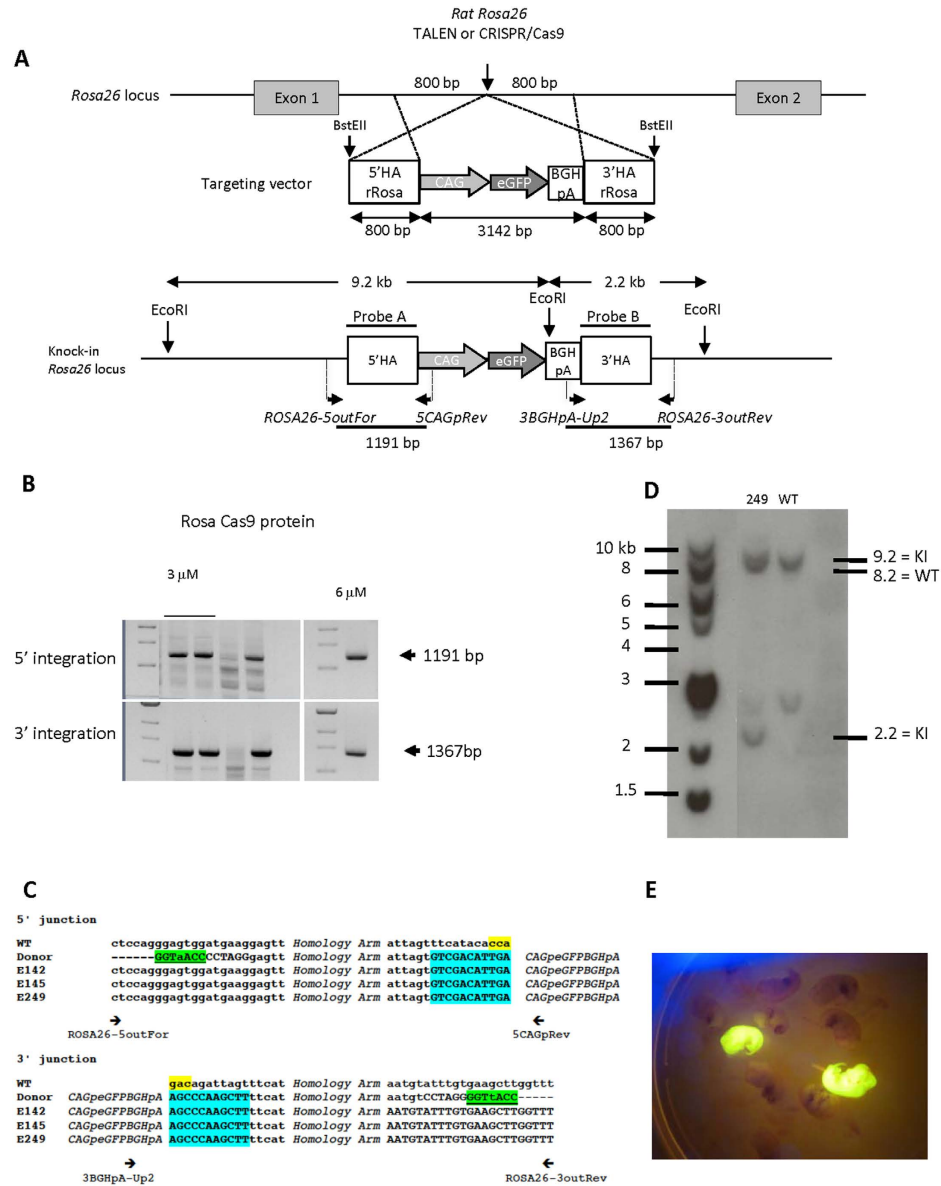 Rat Rosa26
TALEN or CRISPR/Cas9
A
800 bp 800 bp
Rosa26 locus Exon 1 Exon 2
BstEII BstEII
5'HA rRosa
3'HA rRosa
Targeting vector CAG eGFP BGH pA
800 bp 3142 bp 800 bp
9.2 kb 2.2 kb
EcoRI EcoRI EcoRI
Probe A Probe B
Knock-in
Rosa26 locus
5'HA CAG eGFP BGH pA 3'HA
ROSA26-5outFor 5CAGpRev 3BGHpA-Up2 ROSA26-3outRev
1191 bp 1367 bp
B
Rosa Cas9 protein
3 µM 6 µM
5' integration 1191 bp
3' integration 1367bp
D
249 WT
10 kb
8
6
5
4
3
2
1.5
9.2 = KI
8.2 = WT
2.2 = KI
C
5' junction
WT ctccagggagtggatgaaggagtt Homology Arm attagtttcatacacca
Donor ------GGTaACCCCTAGGgagtt Homology Arm attagtGTCGACATTGA CAGpeGFPBGHpA
E142 ctccagggagtggatgaaggagtt Homology Arm attagtGTCGACATTGA CAGpeGFPBGHpA
E145 ctccagggagtggatgaaggagtt Homology Arm attagtGTCGACATTGA CAGpeGFPBGHpA
E249 ctccagggagtggatgaaggagtt Homology Arm attagtGTCGACATTGA CAGpeGFPBGHpA
ROSA26-5outFor 5CAGpRev
3' junction
WT gacagattagtttcat Homology Arm aatgtatttgtgaagcttggttt
Donor CAGpeGFPBGHpA AGCCCAAGCTTttcat Homology Arm aatgtCCTAGGGGTtACC-----
E142 CAGpeGFPBGHpA AGCCCAAGCTTttcat Homology Arm AATGTATTTGTGAAGCTTGGTTT
E145 CAGpeGFPBGHpA AGCCCAAGCTTttcat Homology Arm AATGTATTTGTGAAGCTTGGTTT
E249 CAGpeGFPBGHpA AGCCCAAGCTTttcat Homology Arm AATGTATTTGTGAAGCTTGGTTT
3BGHpA-Up2 ROSA26-3outRev
E